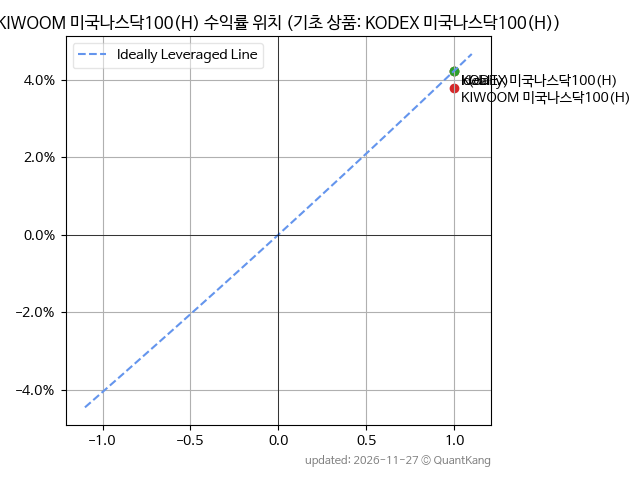 KIWOOM 미국나스닥100(H) 수익률 위치 (기초 상품: KODEX 미국나스닥100(H))
Ideally Leveraged Line
4.0%
2.0%
0.0%
−2.0%
−4.0%
KODEX 미국나스닥100(H)
KIWOOM 미국나스닥100(H)
−1.0
−0.5
0.0
0.5
1.0
updated: 2026-11-27 © QuantKang